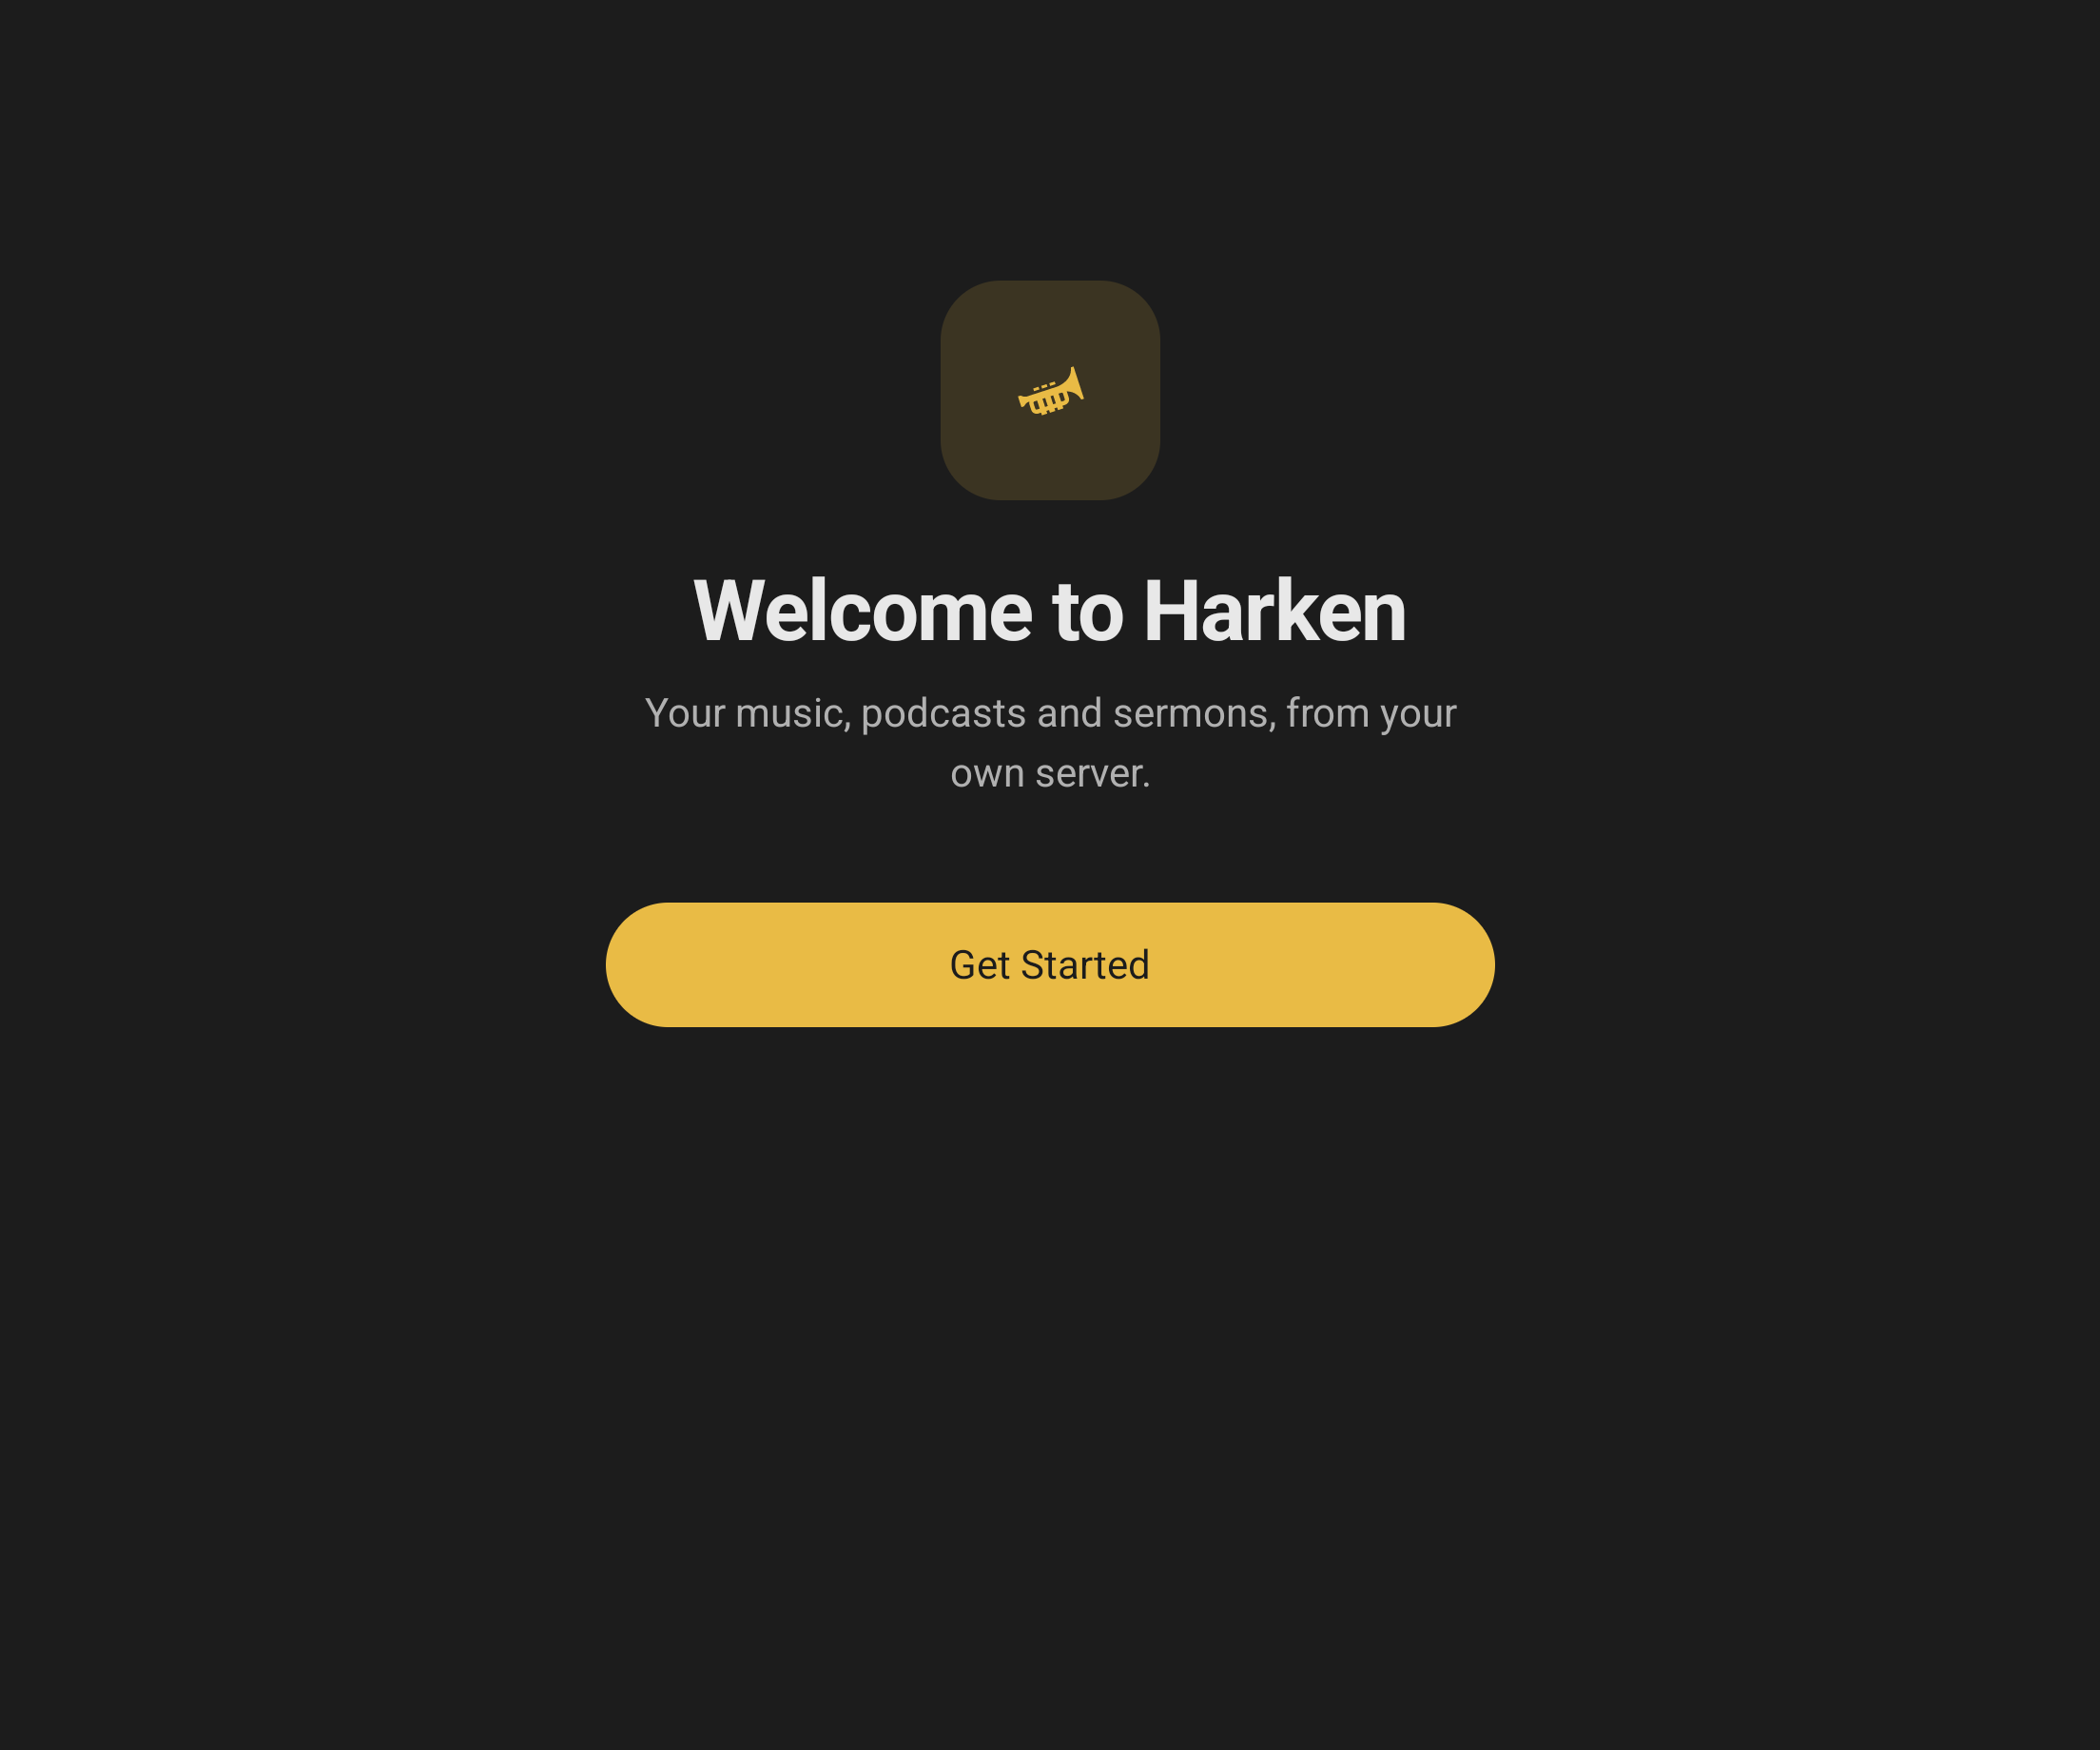 Welcome to Harken
Your music, podcasts and sermons, from your
own server.
Get Started